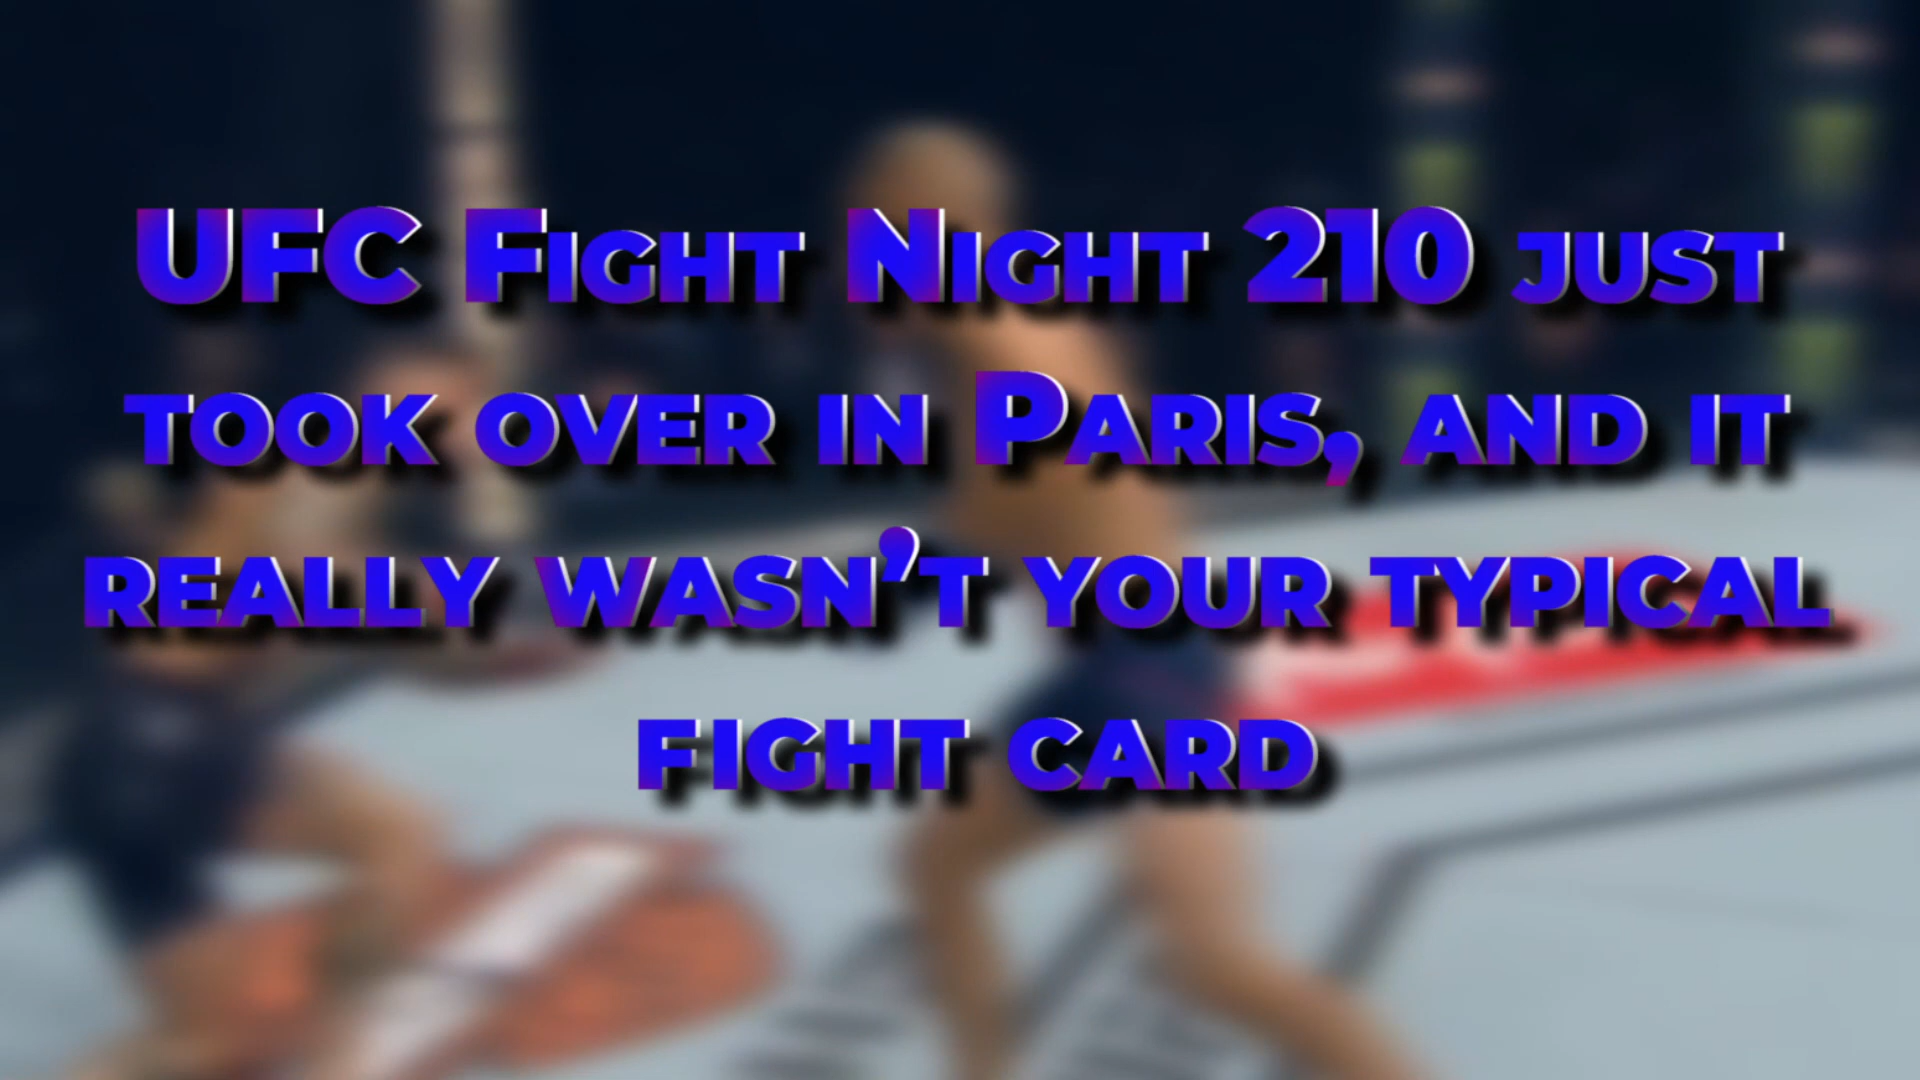 UFC Fight Night 210 just
took over in Paris, and it
really wasn’t your typical
fight card